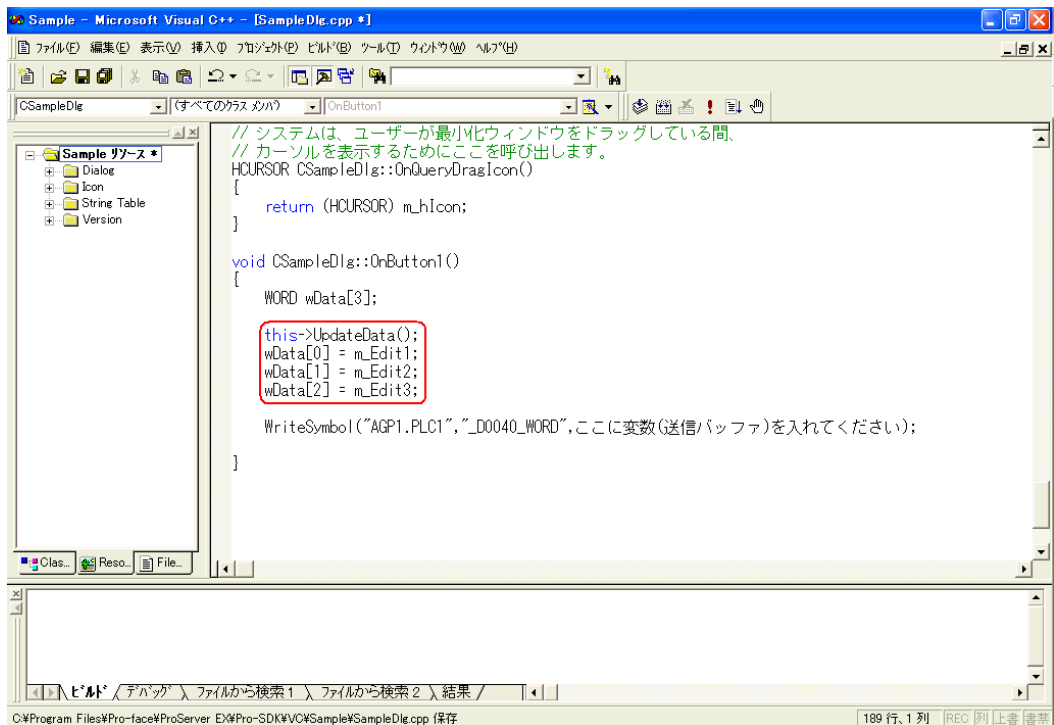 Sample - Microsoft Visual C++ - [SampleDlg.cpp *]
ファイル(F) 編集(E) 表示(V) 挿入(I) プロジェクト(P) ビルド(B) ツール(T) ウィンドウ(W) ヘルプ(H)
CSampleDlg (すべてのクラス メンバ) OnButton1
Sample リソース *
Dialog
Icon
String Table
Version
// システムは、ユーザーが最小化ウィンドウをドラッグしている間、
// カーソルを表示するためにここを呼び出します。
HCURSOR CSampleDlg::OnQueryDragIcon()
{
return (HCURSOR) m_hIcon;
}
void CSampleDlg::OnButton1()
{
WORD wData[3];
this->UpdateData();
wData[0] = m_Edit1;
wData[1] = m_Edit2;
wData[2] = m_Edit3;
WriteSymbol("AGP1.PLC1","_D0040_WORD",ここに変数(送信バッファ)を入れてください);
}
Clas... Reso... File...
ビルド デバッグ ファイルから検索 1 ファイルから検索 2 結果
C:¥Program Files¥Pro-face¥ProServer EX¥Pro-SDK¥VC¥Sample¥SampleDlg.cpp 保存 189 行、1 列 REC 列 上書 書禁